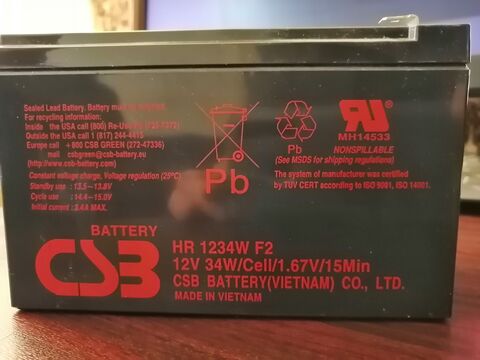 Sealed Lead Battery. Battery must be recycled.
For recycling information:
Inside the USA call (800) Re-Use (725-7372)
Outside the USA call 1 (817) 244-4415
Europe call + 800 CSB GREEN (272-47336)
csbgreen@csb-battery.eu
(http://www.csb-battery.com)
Constant voltage charge, Voltage regulation (25°C)
Standby use : 13.5~13.8V
Cycle use : 14.4~15.0V
Initial current : 3.4A MAX.
Pb
Pb
MH14533
NONSPILLABLE
(See MSDS for shipping regulations)
The system of manufacturer was certified
by TUV CERT according to ISO 9001, ISO 14001.
BATTERY
CSB
HR 1234W F2
12V 34W/Cell/1.67V/15Min
CSB BATTERY(VIETNAM) CO., LTD.
MADE IN VIETNAM